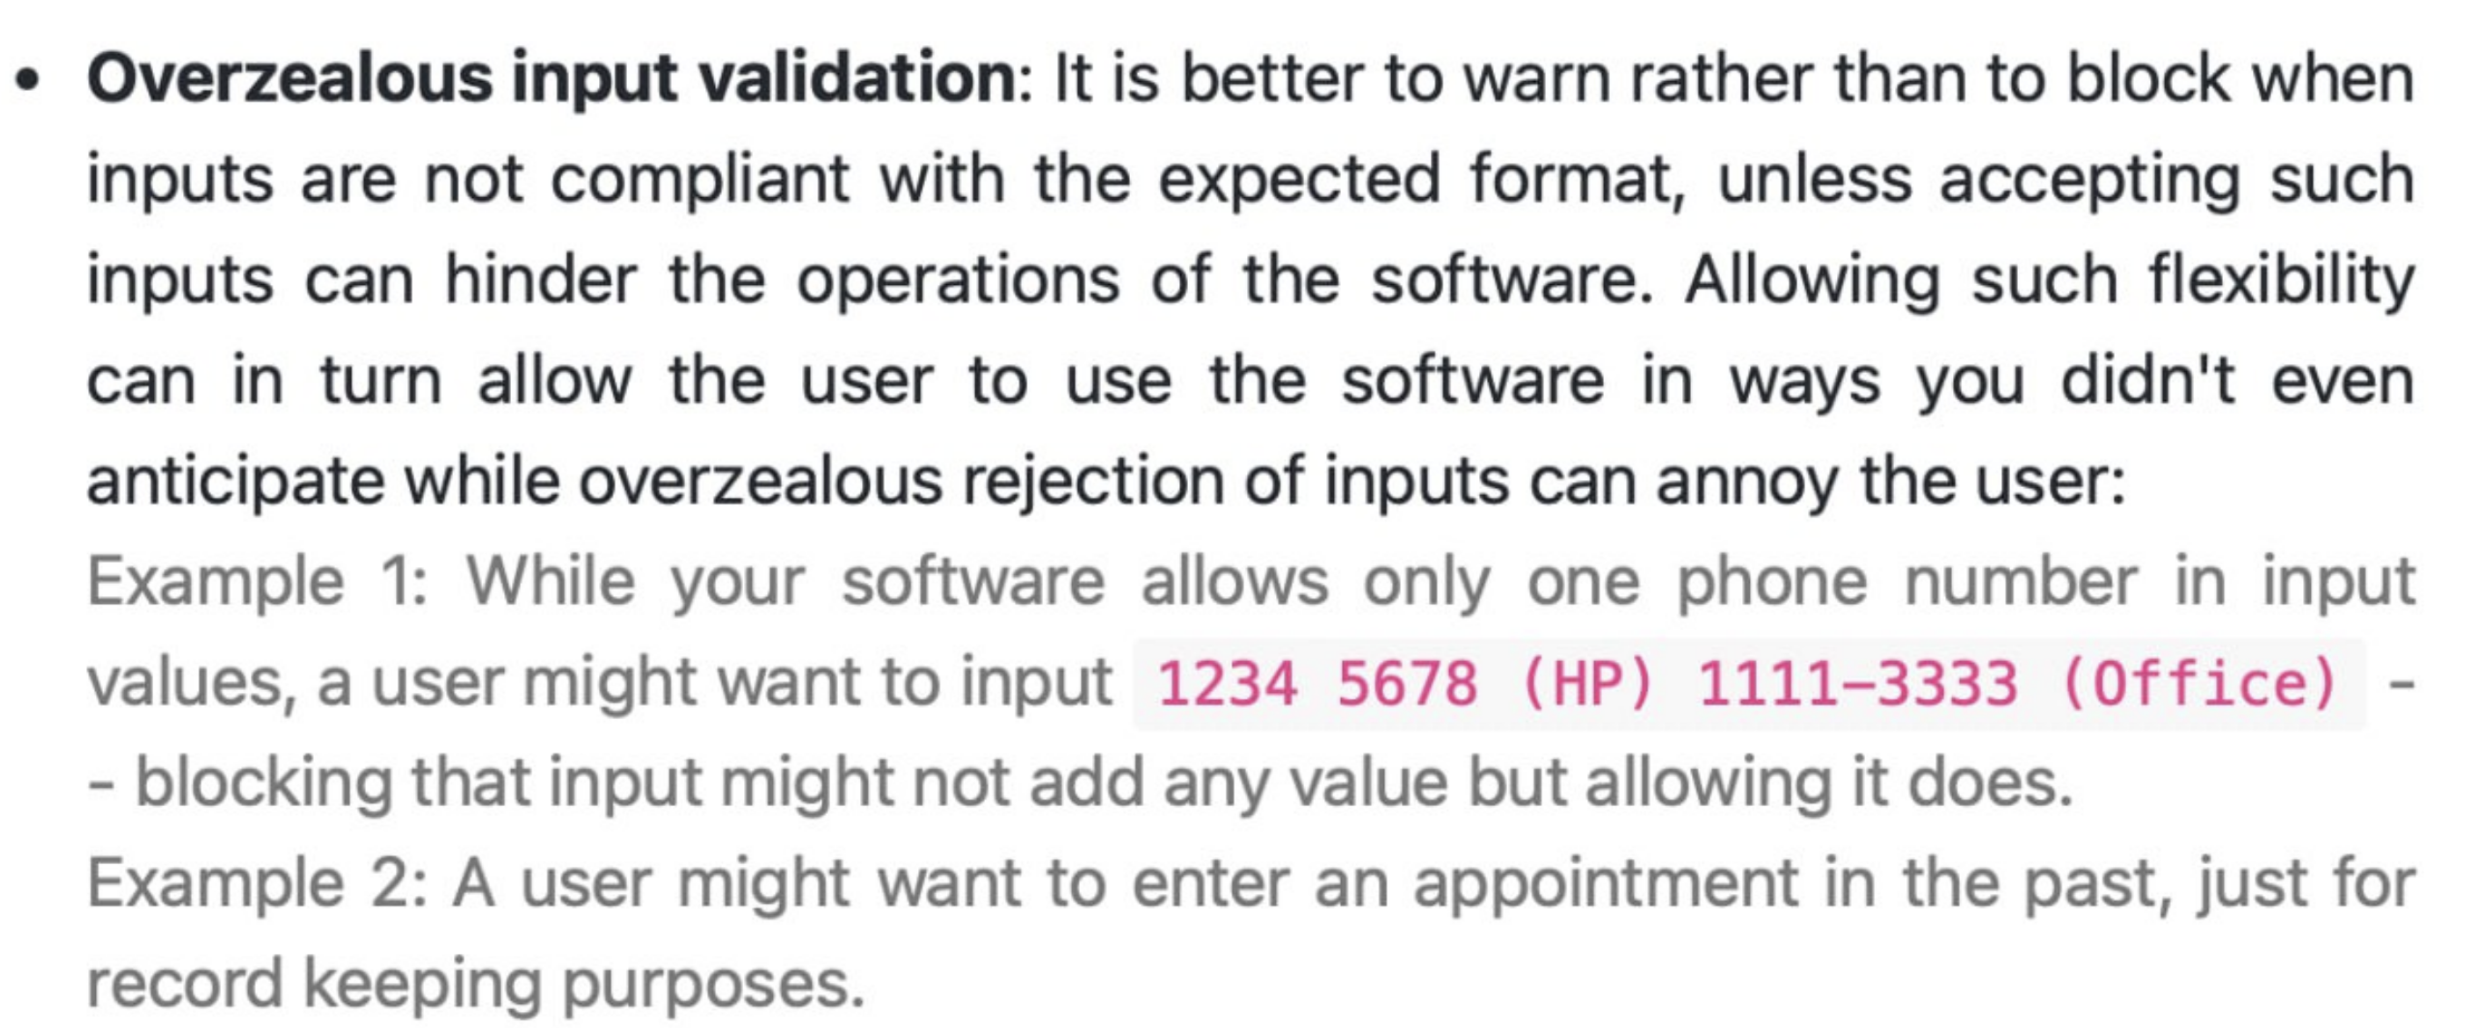 • Overzealous input validation: It is better to warn rather than to block when
inputs are not compliant with the expected format, unless accepting such
inputs can hinder the operations of the software. Allowing such flexibility
can in turn allow the user to use the software in ways you didn't even
anticipate while overzealous rejection of inputs can annoy the user:
Example 1: While your software allows only one phone number in input
values, a user might want to input 1234 5678 (HP) 1111–3333 (Office) -
- blocking that input might not add any value but allowing it does.
Example 2: A user might want to enter an appointment in the past, just for
record keeping purposes.